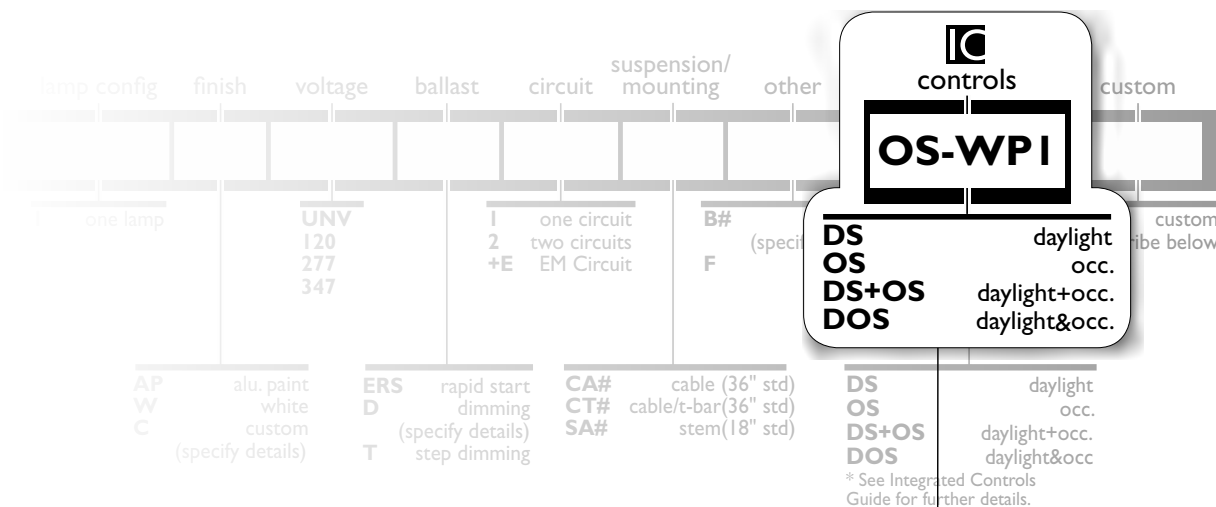 IC
controls
lamp config finish voltage ballast circuit suspension/ mounting other custom
OS-WP1
1 one lamp
UNV
120
277
347
1 one circuit
2 two circuits
+E EM Circuit
B#
(specif
F
DS daylight
OS occ.
DS+OS daylight+occ.
DOS daylight&occ.
custom
ribe below
AP alu. paint
W white
C custom
(specify details)
ERS rapid start
D dimming
(specify details)
T step dimming
CA# cable (36" std)
CT# cable/t-bar(36" std)
SA# stem(18" std)
DS daylight
OS occ.
DS+OS daylight+occ.
DOS daylight&occ
* See Integrated Controls
Guide for further details.